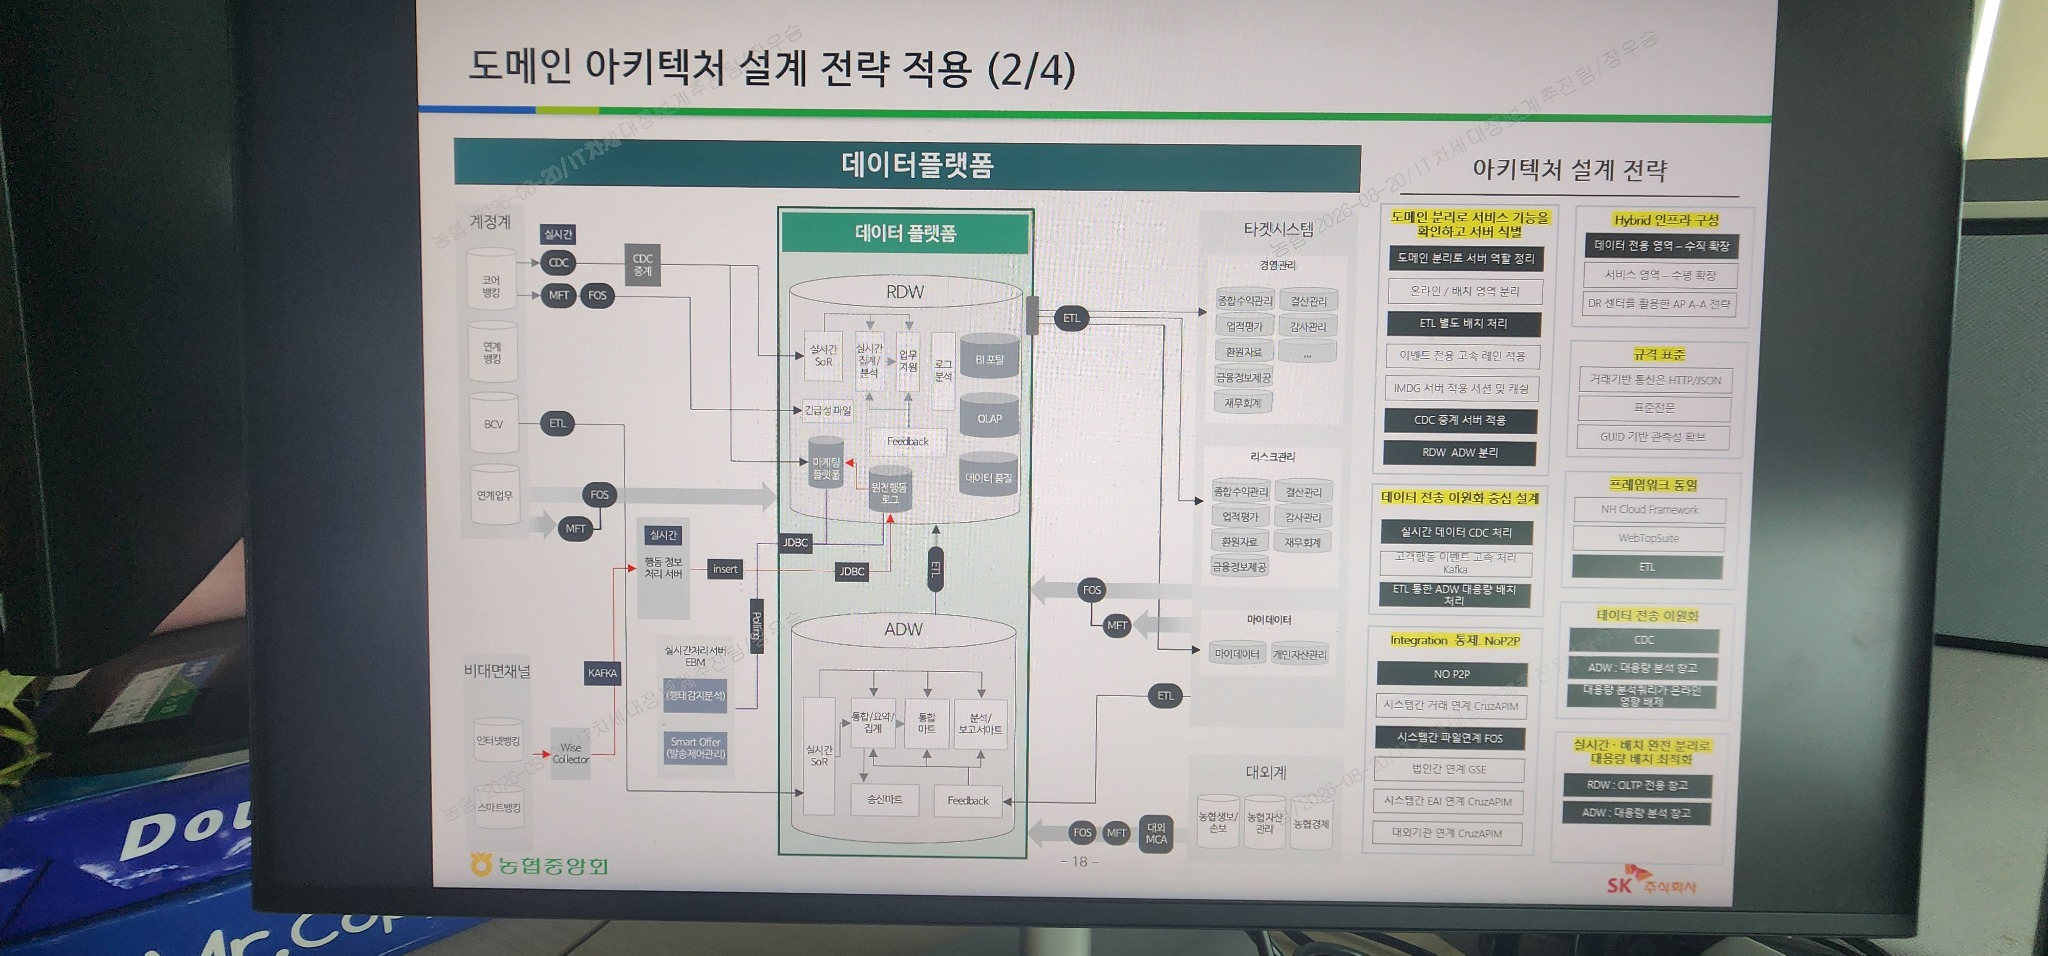 도메인 아키텍처 설계 전략 적용 (2/4)
데이터플랫폼
계정계
코어
뱅킹
연계
뱅킹
BCV
연계업무
실시간
CDC
CDC
중계
MFT
FOS
ETL
FOS
MFT
실시간
행동 정보
처리 서버
insert
JDBC
JDBC
Polling
KAFKA
실시간처리서버
EBM
(행태감지분석)
Smart Offer
(발송제어관리)
비대면채널
인터넷뱅킹
스마트뱅킹
Wise
Collector
데이터 플랫폼
RDW
실시간
SoR
실시간
집계/
분석
업무
지원
로그
분석
BI 포탈
OLAP
데이터 품질
긴급성 파일
Feedback
마케팅
플랫폼
원천행동
로그
ETL
ADW
실시간
SoR
통합/요약/
집계
통합
마트
분석/
보고서마트
송신마트
Feedback
ETL
FOS
MFT
ETL
FOS
MFT
대외
MCA
타겟시스템
경영관리
종합수익관리
결산관리
업적평가
감사관리
환원자료
,,,
금융정보제공
재무회계
리스크관리
종합수익관리
결산관리
업적평가
감사관리
환원자료
재무회계
금융정보제공
마이데이터
마이데이터
개인자산관리
대외계
농협생보/
손보
농협자산
관리
농협경제
아키텍처 설계 전략
도메인 분리로 서비스 기능을
확인하고 서버 식별
도메인 분리로 서버 역할 정리
온라인 / 배치 영역 분리
ETL 별도 배치 처리
이벤트 전용 고속 레인 적용
IMDG 서버 적용 세션 및 캐싱
CDC 중계 서버 적용
RDW ADW 분리
데이터 전송 이원화 중심 설계
실시간 데이터 CDC 처리
고객행동 이벤트 고속 처리
Kafka
ETL 통한 ADW 대용량 배치
처리
Integration 통제. NoP2P
NO P2P
시스템간 거래 연계 CruzAPIM
시스템간 파일연계 FOS
법인간 연계 GSE
시스템간 EAI 연계 CruzAPIM
대외기관 연계 CruzAPIM
Hybrid 인프라 구성
데이터 전용 영역 – 수직 확장
서비스 영역 – 수평 확장
DR 센터를 활용한 AP A-A 전략
규격 표준
거래기반 통신은 HTTP/JSON
표준전문
GUID 기반 관측성 확보
프레임워크 통일
NH Cloud Framework
WebTopSuite
ETL
데이터 전송 이원화
CDC
ADW : 대용량 분석 창고
대용량 분석쿼리가 온라인
영향 배제
실시간 · 배치 완전 분리로
대용량 배치 최적화
RDW : OLTP 전용 창고
ADW : 대용량 분석 창고
농협중앙회
- 18 -
SK 주식회사